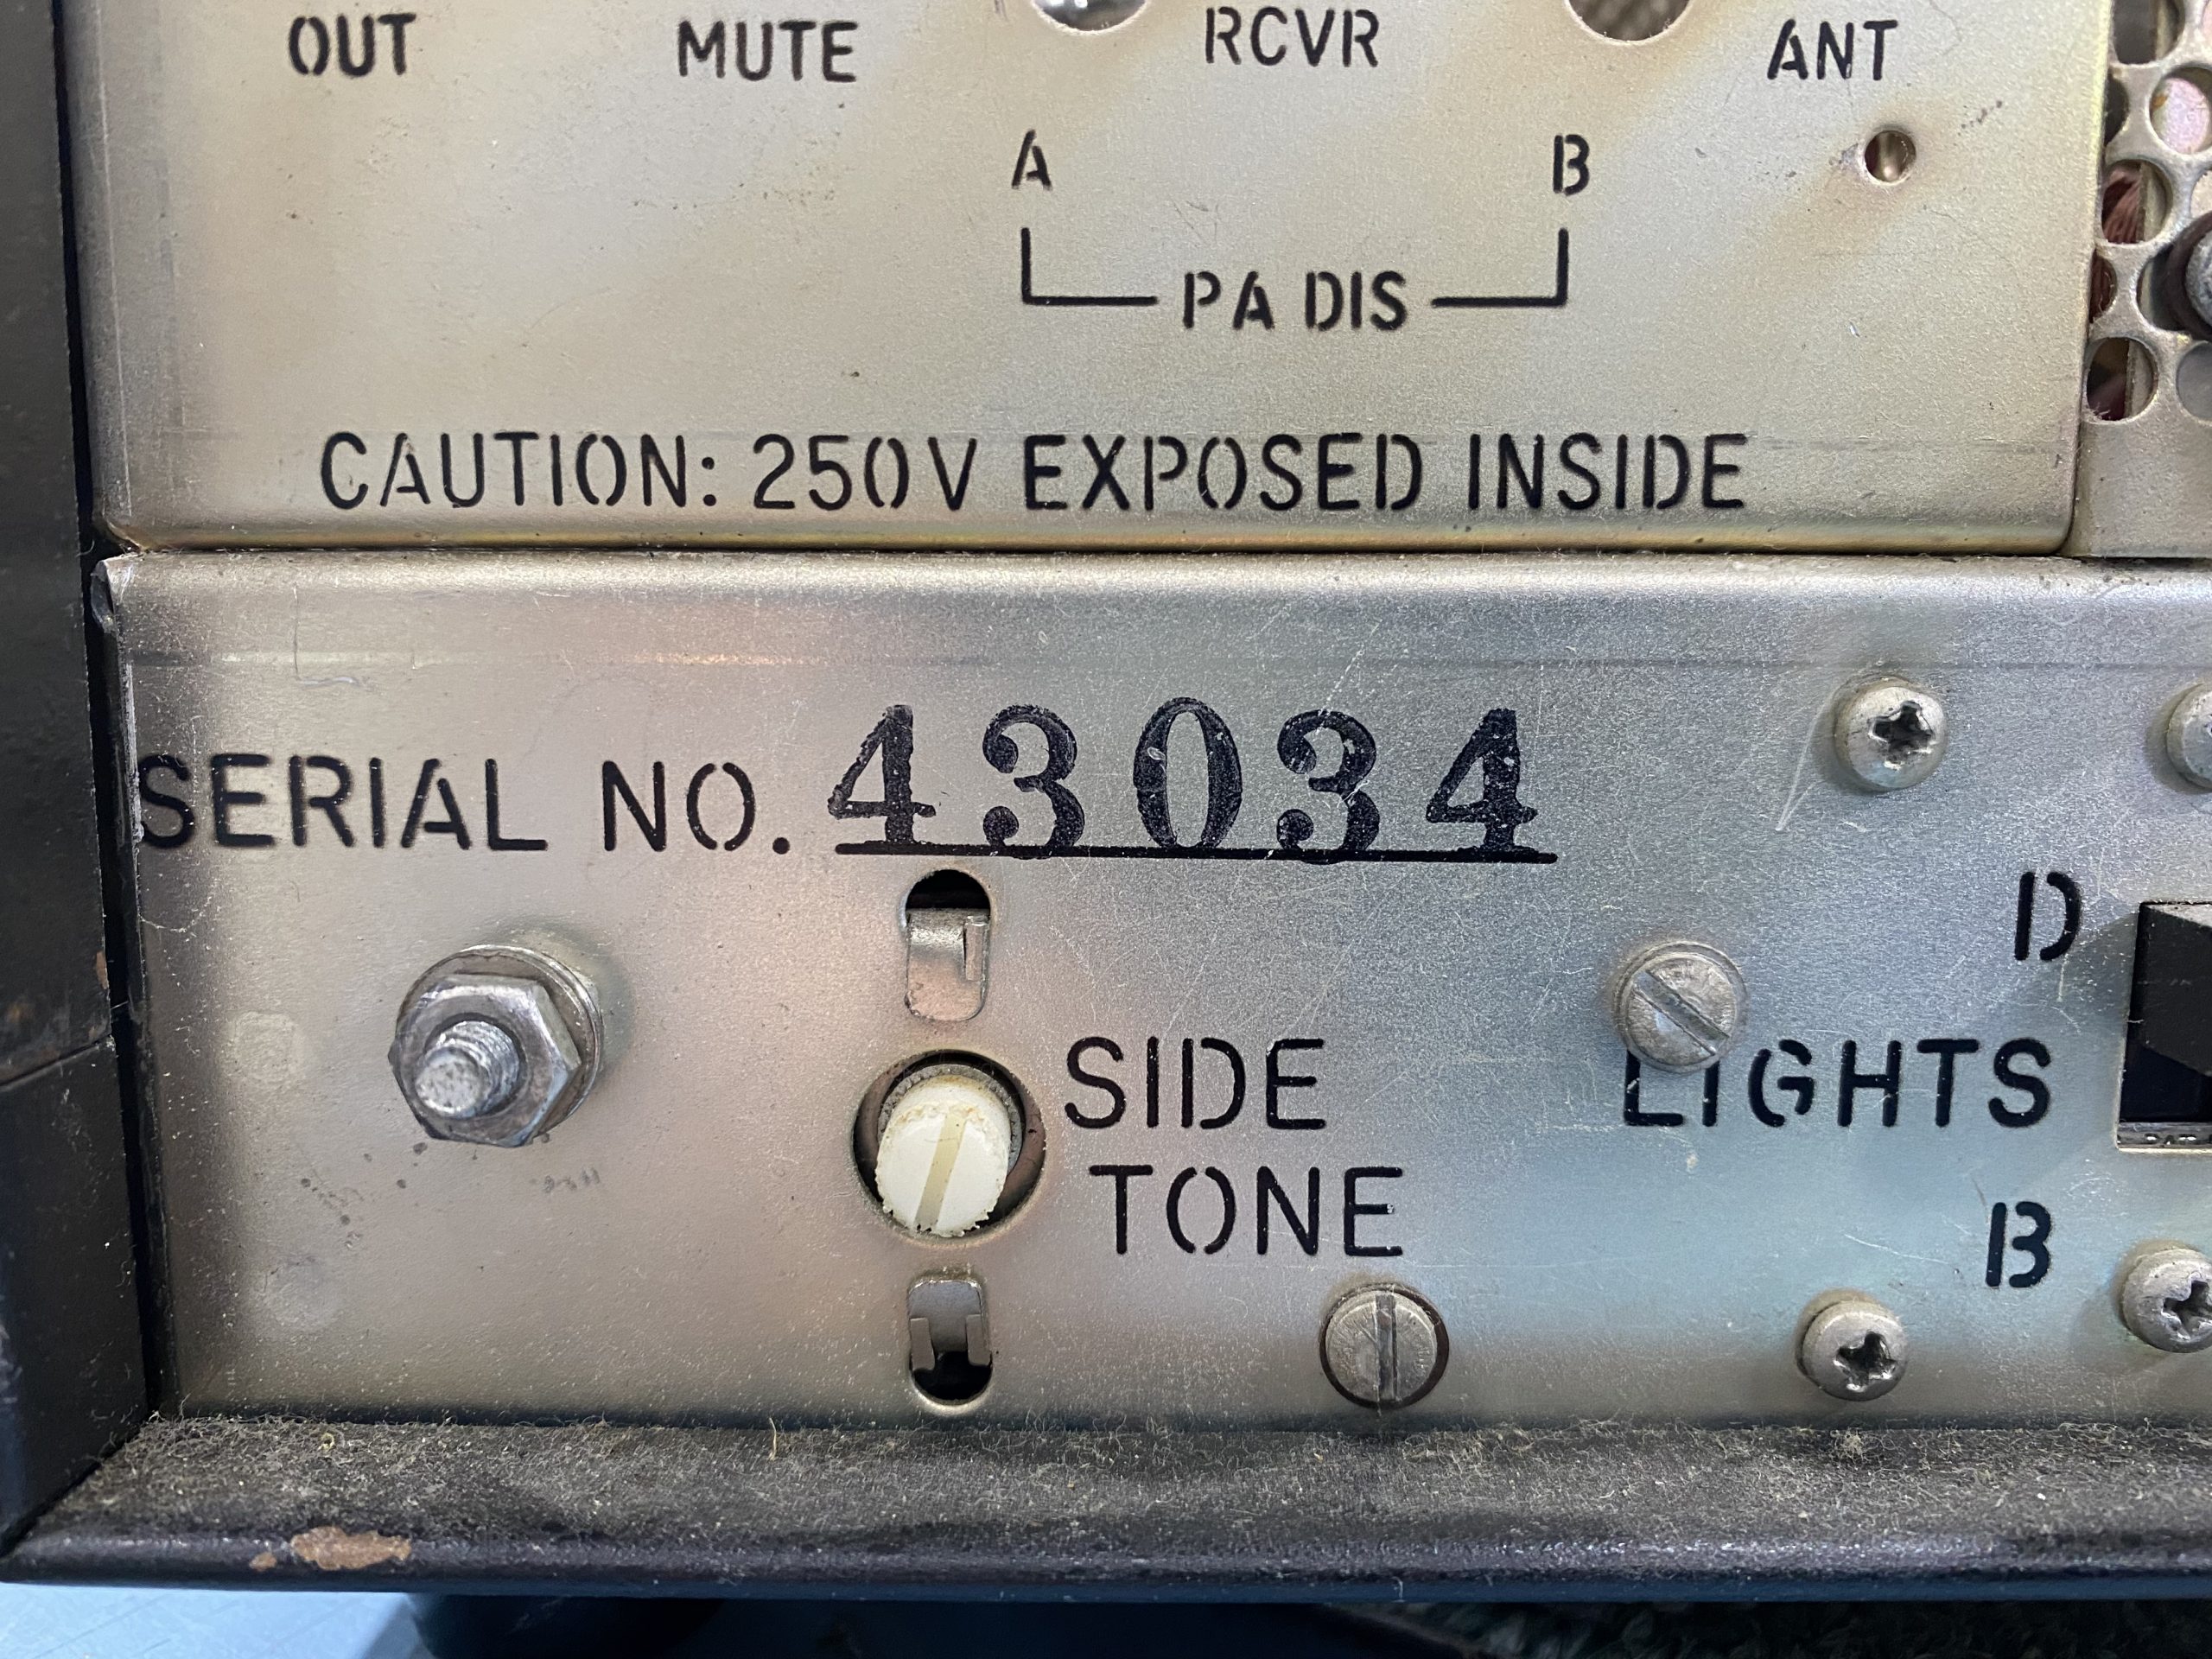 OUT MUTE RCVR ANT
A B
PA DIS
CAUTION: 250V EXPOSED INSIDE
SERIAL NO. 43034
D
SIDE LIGHTS
TONE
B